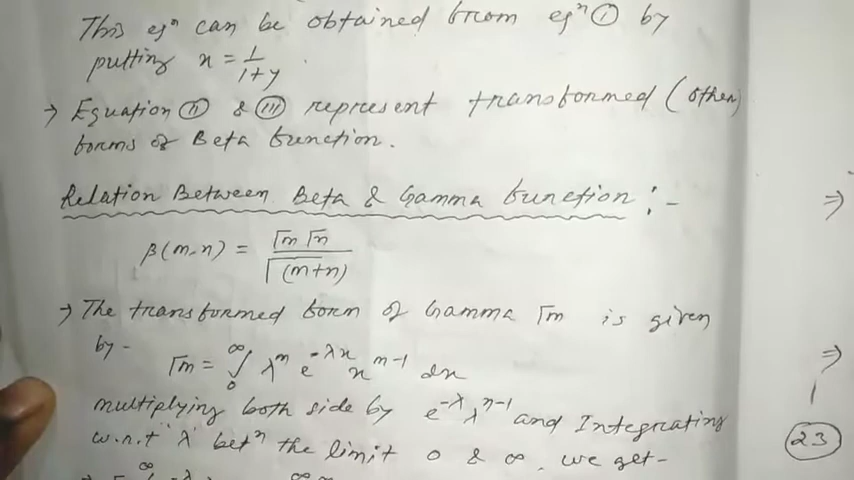 This eqⁿ can be obtained from eqⁿ ① by
putting x = 1/(1+y)
→ Equation ⑪ & ⑪⑪ represent transformed (other)
forms of Beta function.
Relation Between Beta & Gamma function :-
β(m,n) = Γm Γn / Γ(m+n)
→ The transformed form of Gamma Γm is given
by-
Γm = ∫₀^∞ λ^m e^-λx x^m-1 dx
multiplying both side by e^-λ λ^n-1 and Integrating
w.r.t 'λ' betⁿ the limit 0 & ∞, we get-
⇒
⇒
23